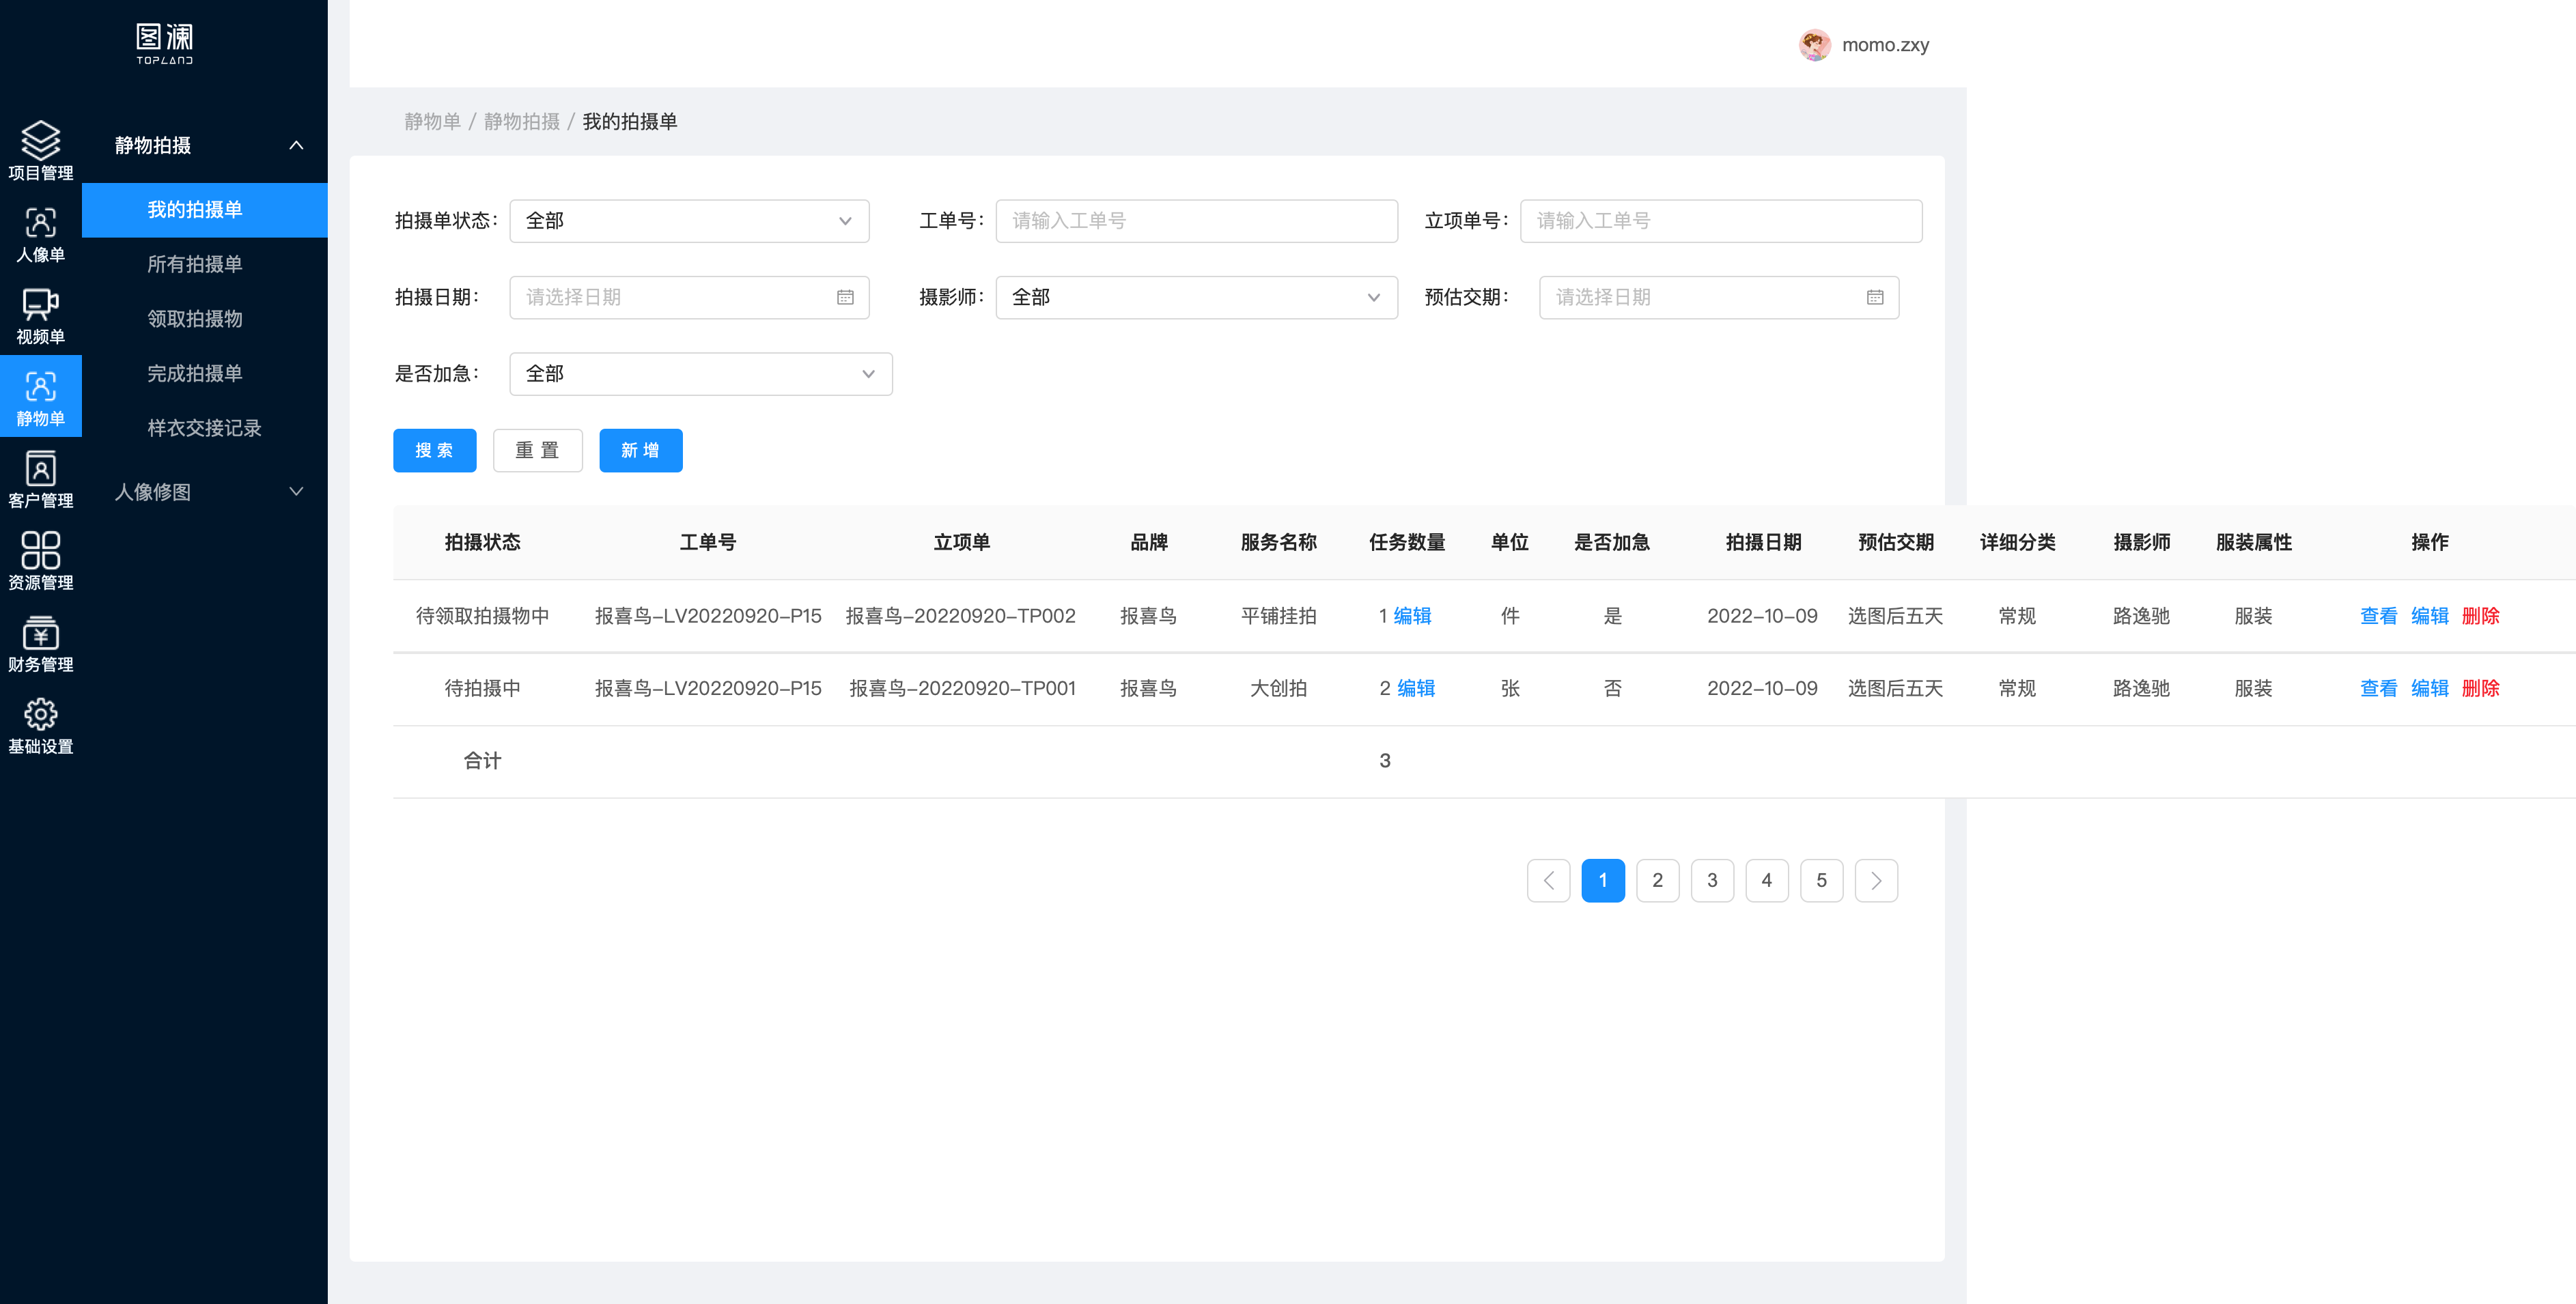 图澜
TOPLAND
momo.zxy
项目管理
人像单
视频单
静物单
客户管理
资源管理
财务管理
基础设置
静物拍摄
我的拍摄单
所有拍摄单
领取拍摄物
完成拍摄单
样衣交接记录
人像修图
静物单 / 静物拍摄 / 我的拍摄单
拍摄单状态： 全部 工单号： 请输入工单号 立项单号： 请输入工单号
拍摄日期： 请选择日期 摄影师： 全部 预估交期： 请选择日期
是否加急： 全部
搜 索 重 置 新 增
拍摄状态 工单号 立项单 品牌 服务名称 任务数量 单位 是否加急 拍摄日期 预估交期 详细分类 摄影师 服装属性 操作
待领取拍摄物中 报喜鸟-LV20220920-P15 报喜鸟-20220920-TP002 报喜鸟 平铺挂拍 1 编辑 件 是 2022-10-09 选图后五天 常规 路逸驰 服装 查看 编辑 删除
待拍摄中 报喜鸟-LV20220920-P15 报喜鸟-20220920-TP001 报喜鸟 大创拍 2 编辑 张 否 2022-10-09 选图后五天 常规 路逸驰 服装 查看 编辑 删除
合计 3
1 2 3 4 5